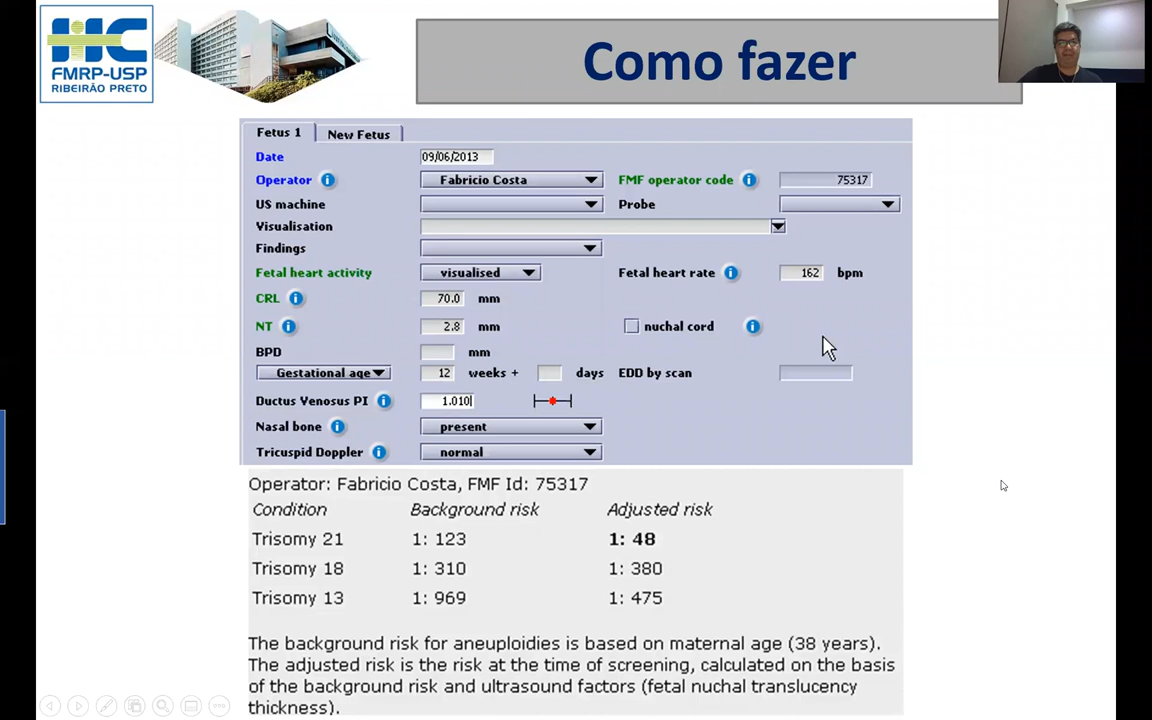 HC
FMRP-USP
RIBEIRÃO PRETO
Como fazer
Fetus 1 New Fetus
Date 09/06/2013
Operator Fabricio Costa FMF operator code 75317
US machine Probe
Visualisation
Findings
Fetal heart activity visualised Fetal heart rate 162 bpm
CRL 70.0 mm
NT 2.8 mm nuchal cord
BPD mm
Gestational age 12 weeks + days EDD by scan
Ductus Venosus PI 1.010
Nasal bone present
Tricuspid Doppler normal
Operator: Fabricio Costa, FMF Id: 75317
Condition Background risk Adjusted risk
Trisomy 21 1: 123 1: 48
Trisomy 18 1: 310 1: 380
Trisomy 13 1: 969 1: 475
The background risk for aneuploidies is based on maternal age (38 years).
The adjusted risk is the risk at the time of screening, calculated on the basis
of the background risk and ultrasound factors (fetal nuchal translucency
thickness).